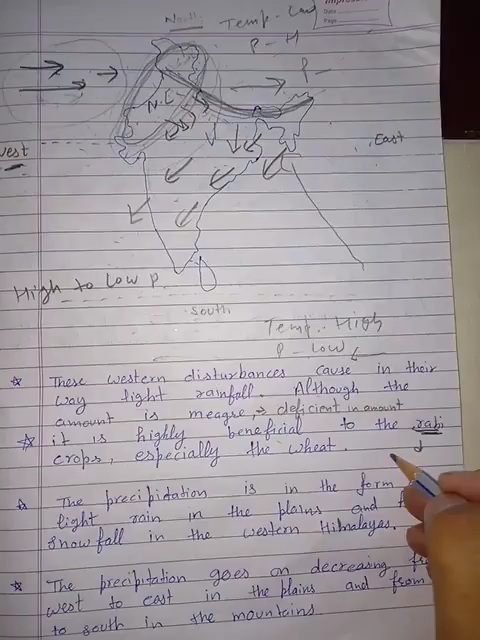 North Temp - Low
Date
Page
P - H
P -
N.I
West
East
High to Low P.
South
Temp : High
P - Low
These western disturbances cause in their
way light rainfall. Although the
amount is meagre, → deficient in amount
it is highly beneficial to the rabi
crops, especially the wheat.
The precipitation is in the form
light rain in the plains and
snowfall in the western Himalayas.
The precipitation goes on decreasing
west to east in the plains and from
to south in the mountains